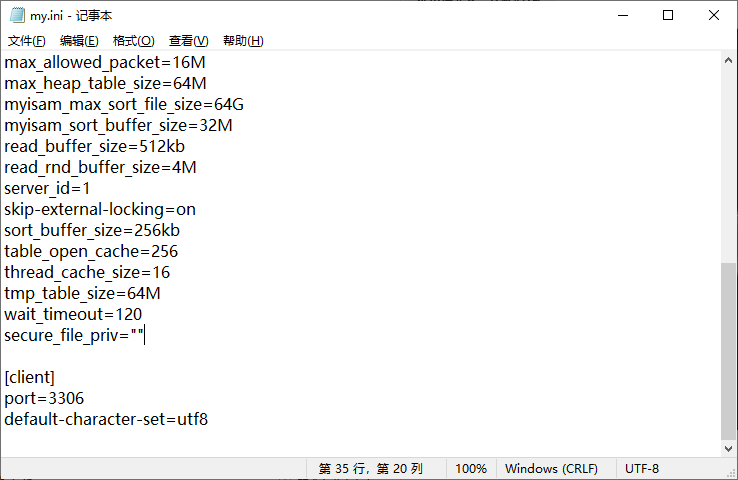 my.ini - 记事本
文件(F) 编辑(E) 格式(O) 查看(V) 帮助(H)
max_allowed_packet=16M
max_heap_table_size=64M
myisam_max_sort_file_size=64G
myisam_sort_buffer_size=32M
read_buffer_size=512kb
read_rnd_buffer_size=4M
server_id=1
skip-external-locking=on
sort_buffer_size=256kb
table_open_cache=256
thread_cache_size=16
tmp_table_size=64M
wait_timeout=120
secure_file_priv=""
[client]
port=3306
default-character-set=utf8
第 35 行，第 20 列 100% Windows (CRLF) UTF-8